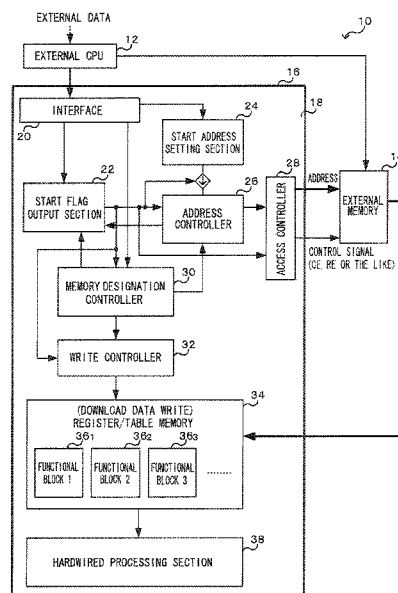 EXTERNAL DATA
10
12
EXTERNAL CPU
16
18
INTERFACE
20
24
START ADDRESS
SETTING SECTION
22
START FLAG
OUTPUT SECTION
26
ADDRESS
CONTROLLER
28
ACCESS CONTROLLER
ADDRESS
EXTERNAL
MEMORY
CONTROL SIGNAL
(CE, RE OR THE LIKE)
30
MEMORY DESIGNATION
CONTROLLER
32
WRITE CONTROLLER
34
(DOWNLOAD DATA WRITE)
REGISTER/TABLE MEMORY
36₁
36₂
36₃
FUNCTIONAL
BLOCK 1
FUNCTIONAL
BLOCK 2
FUNCTIONAL
BLOCK 3
......
38
HARDWIRED PROCESSING SECTION